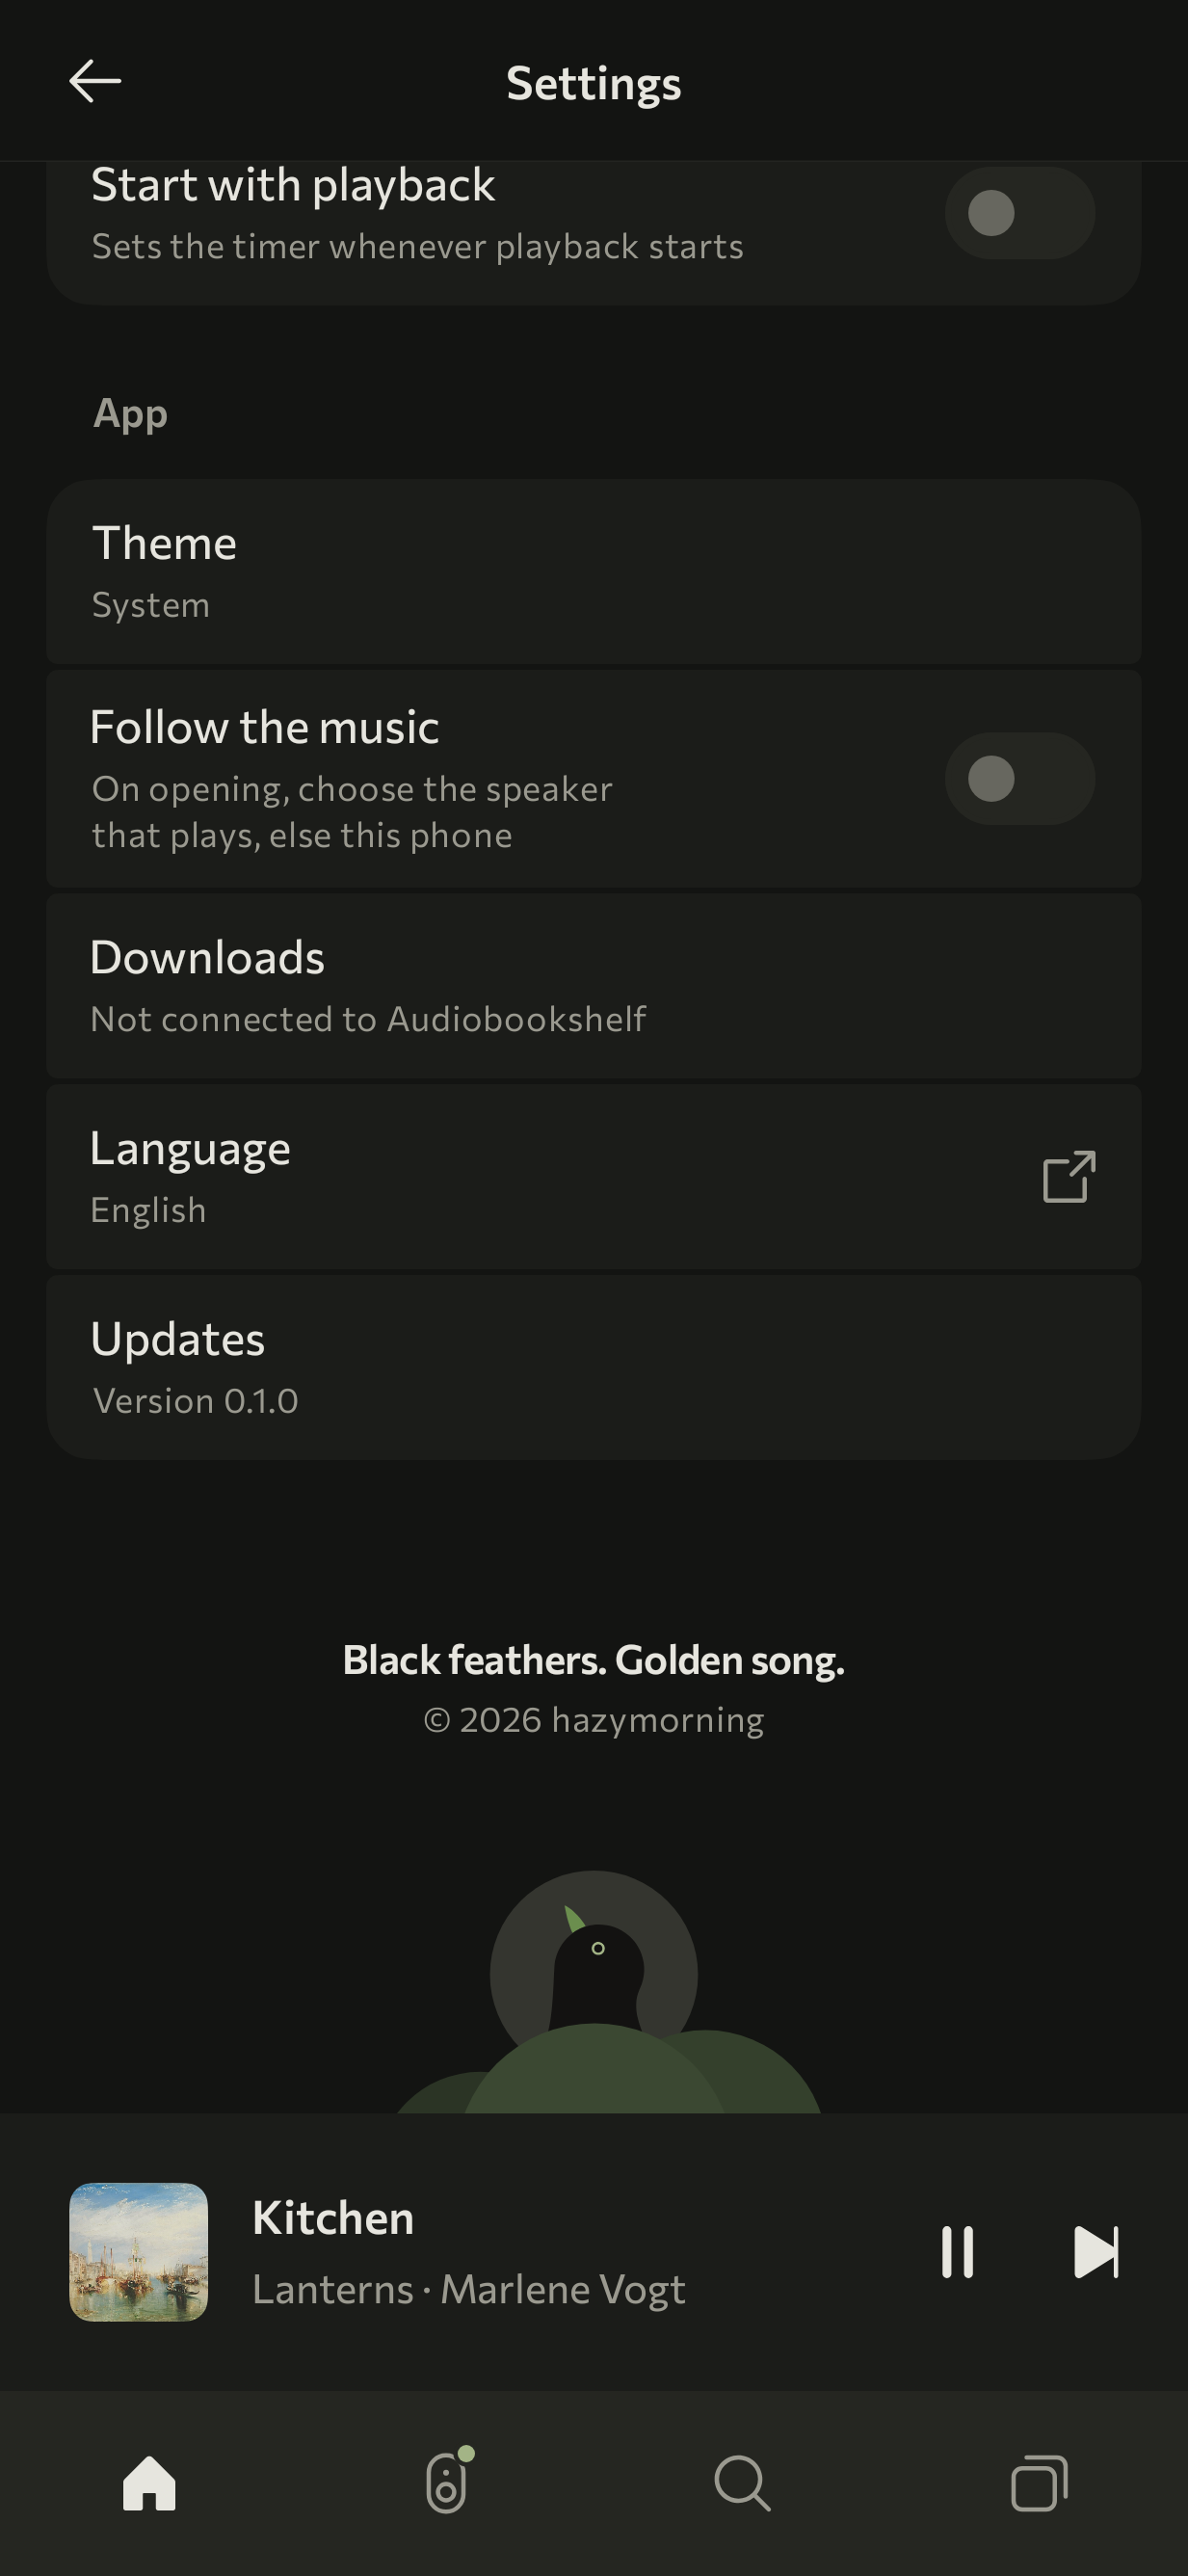 Settings
Start with playback
Sets the timer whenever playback starts
App
Theme
System
Follow the music
On opening, choose the speaker
that plays, else this phone
Downloads
Not connected to Audiobookshelf
Language
English
Updates
Version 0.1.0
Black feathers. Golden song.
© 2026 hazymorning
Kitchen
Lanterns · Marlene Vogt